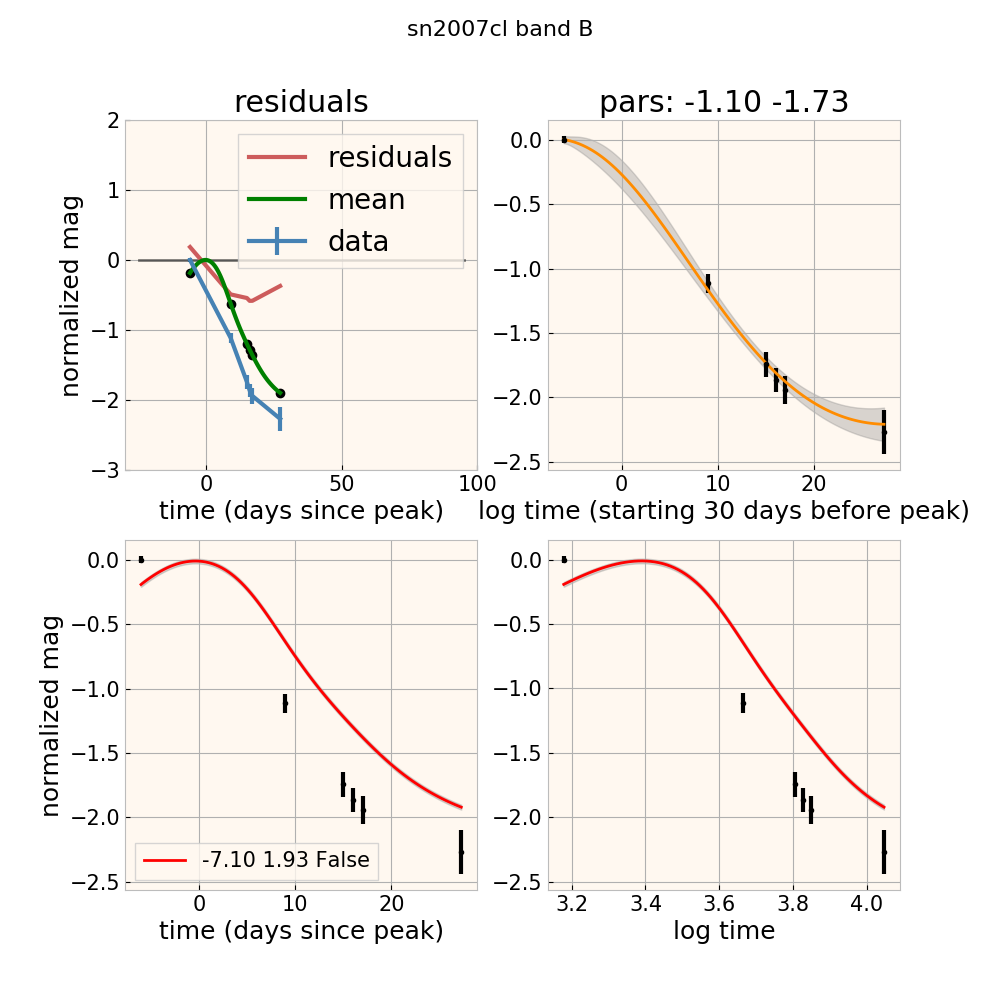 sn2007cl band B
residuals
2
1
0
−1
−2
−3
normalized mag
residuals
mean
data
0
50
100
time (days since peak)
pars: -1.10 -1.73
0.0
−0.5
−1.0
−1.5
−2.0
−2.5
0
10
20
log time (starting 30 days before peak)
0.0
−0.5
−1.0
−1.5
−2.0
−2.5
normalized mag
-7.10 1.93 False
0
10
20
time (days since peak)
0.0
−0.5
−1.0
−1.5
−2.0
−2.5
3.2
3.4
3.6
3.8
4.0
log time